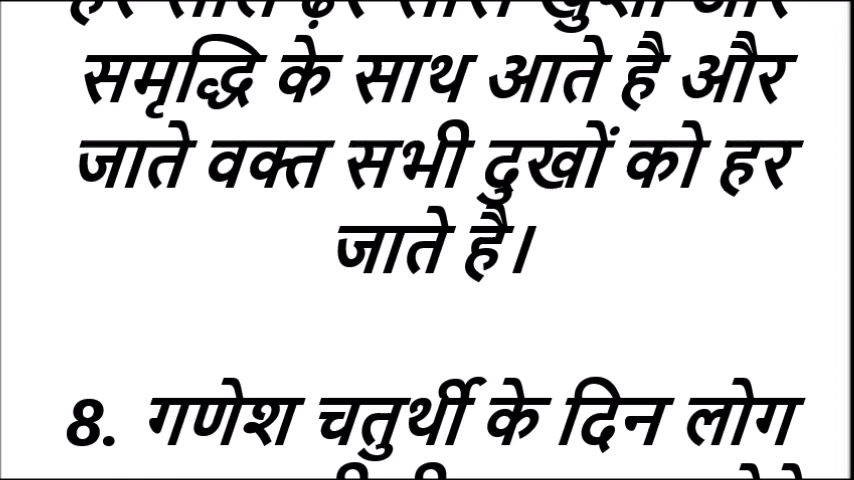 समृद्धि के साथ आते है और
जाते वक्त सभी दुखों को हर
जाते है।
8. गणेश चतुर्थी के दिन लोग